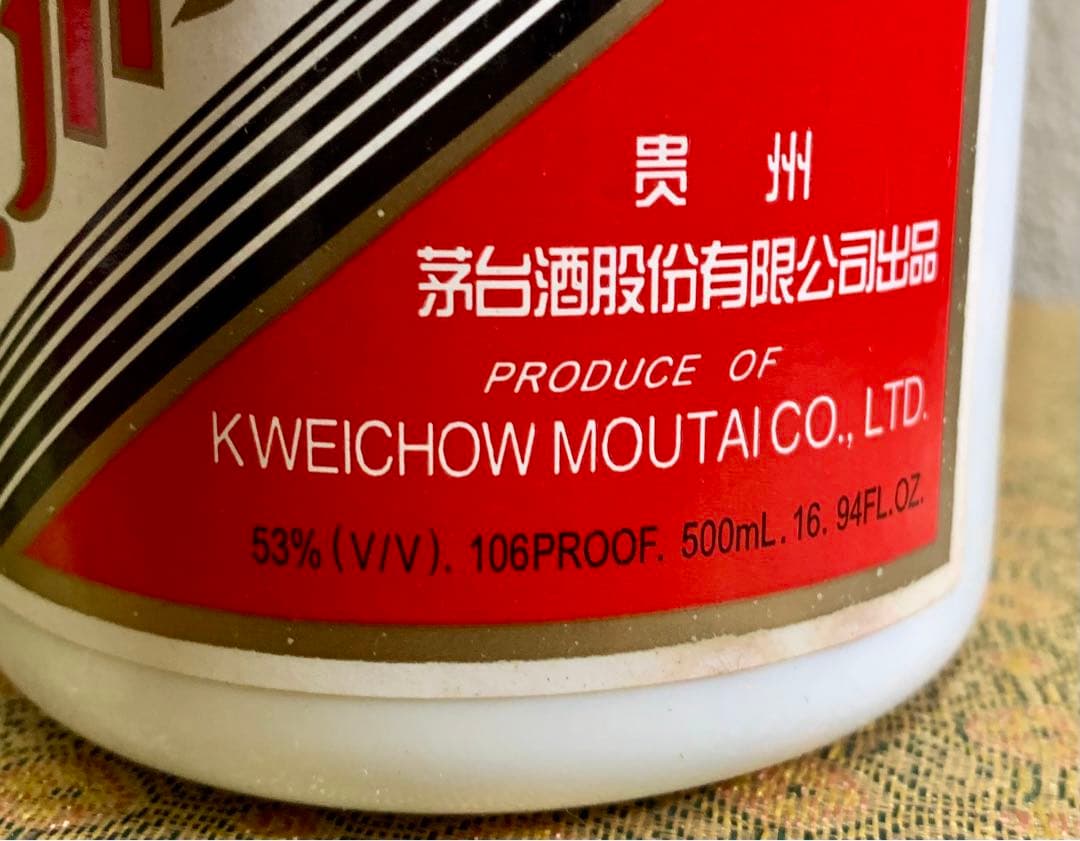 贵州
茅台酒股份有限公司出品
PRODUCE OF
KWEICHOW MOUTAI CO., LTD.
53% (V/V). 106PROOF. 500mL. 16. 94FL.OZ.